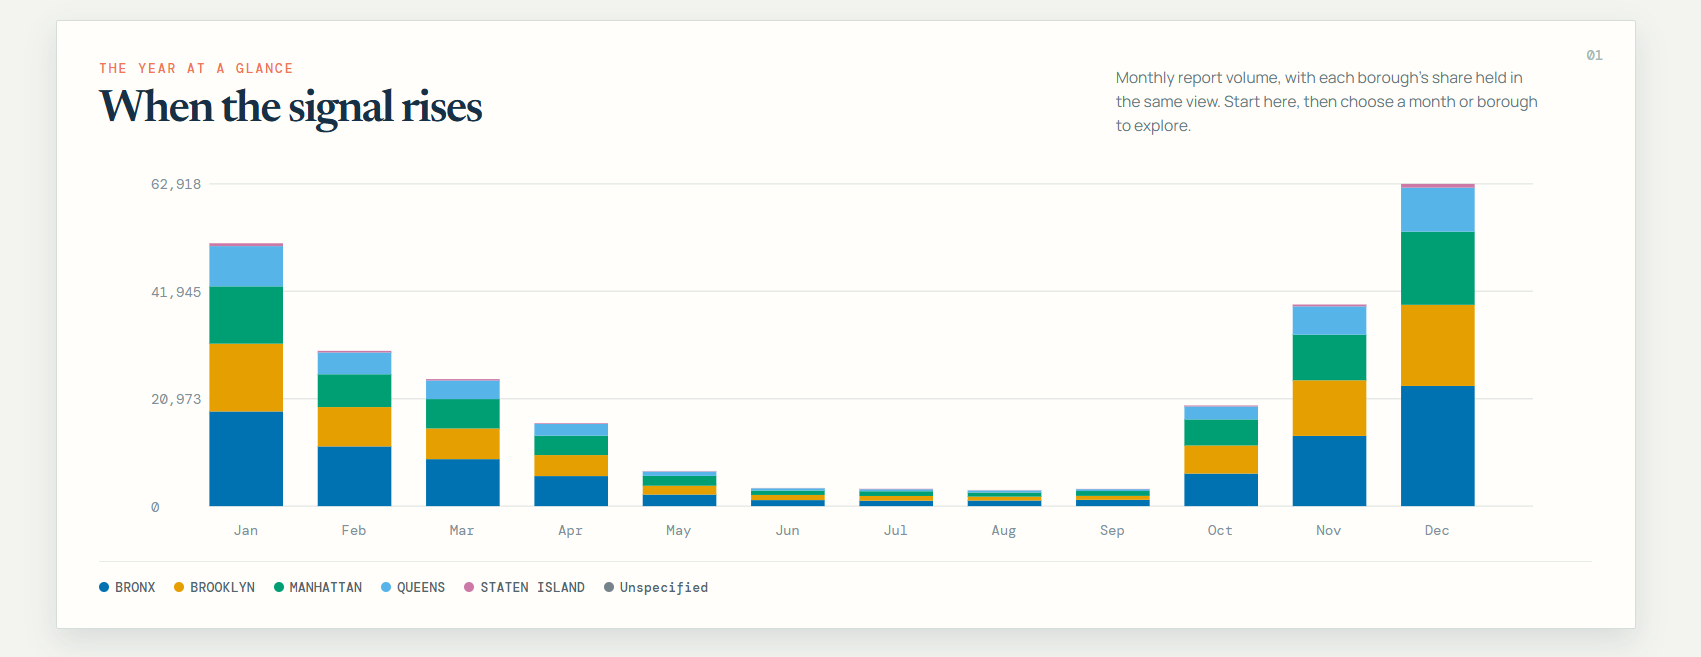 01
THE YEAR AT A GLANCE
When the signal rises
Monthly report volume, with each borough's share held in
the same view. Start here, then choose a month or borough
to explore.
62,918
41,945
20,973
0
Jan Feb Mar Apr May Jun Jul Aug Sep Oct Nov Dec
BRONX BROOKLYN MANHATTAN QUEENS STATEN ISLAND Unspecified